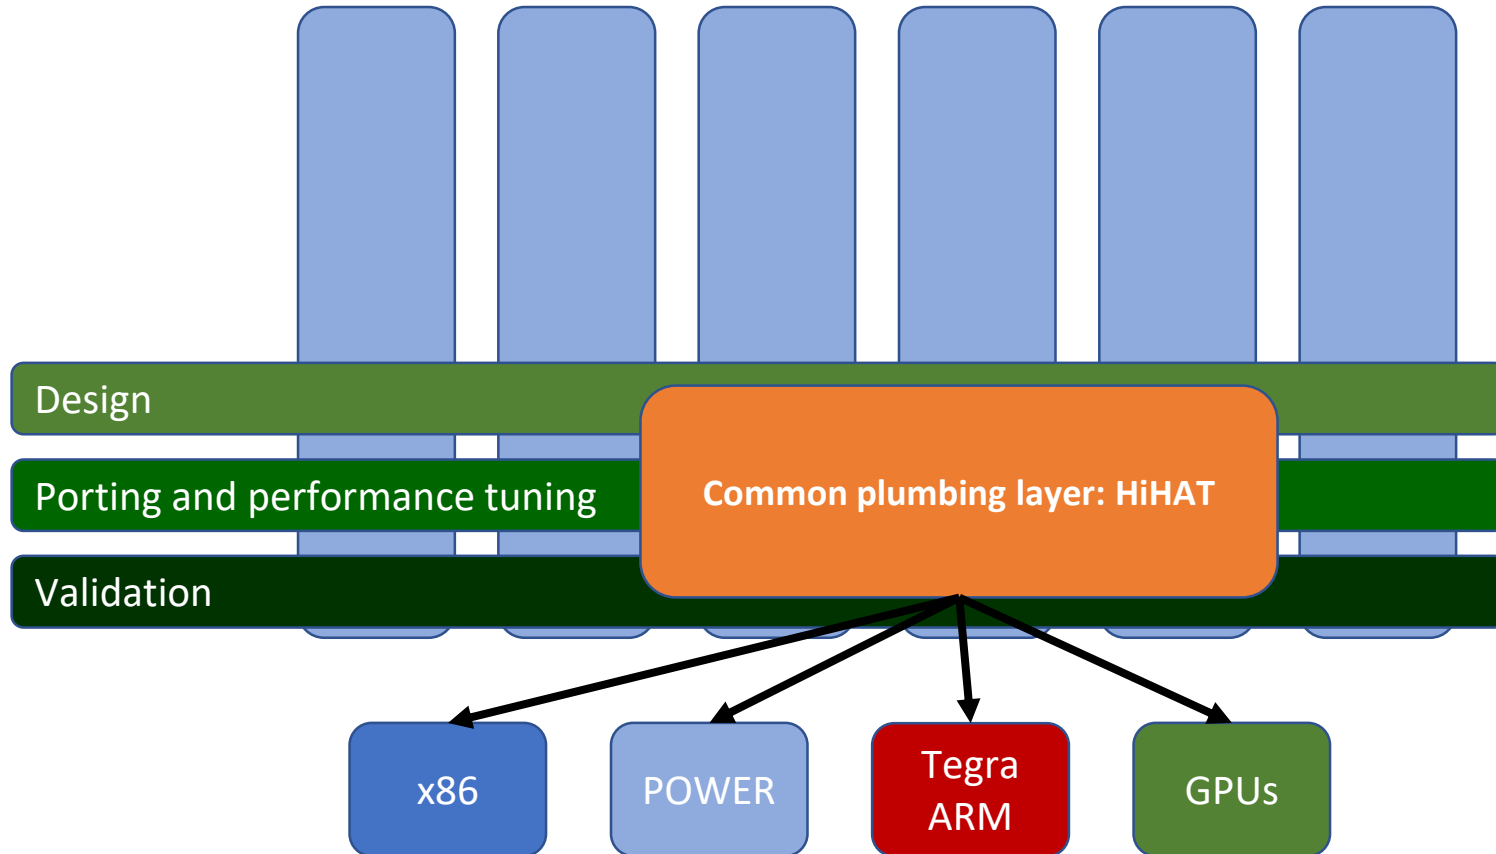 Design
Porting and performance tuning
Common plumbing layer: HiHAT
Validation
x86
POWER
Tegra
ARM
GPUs